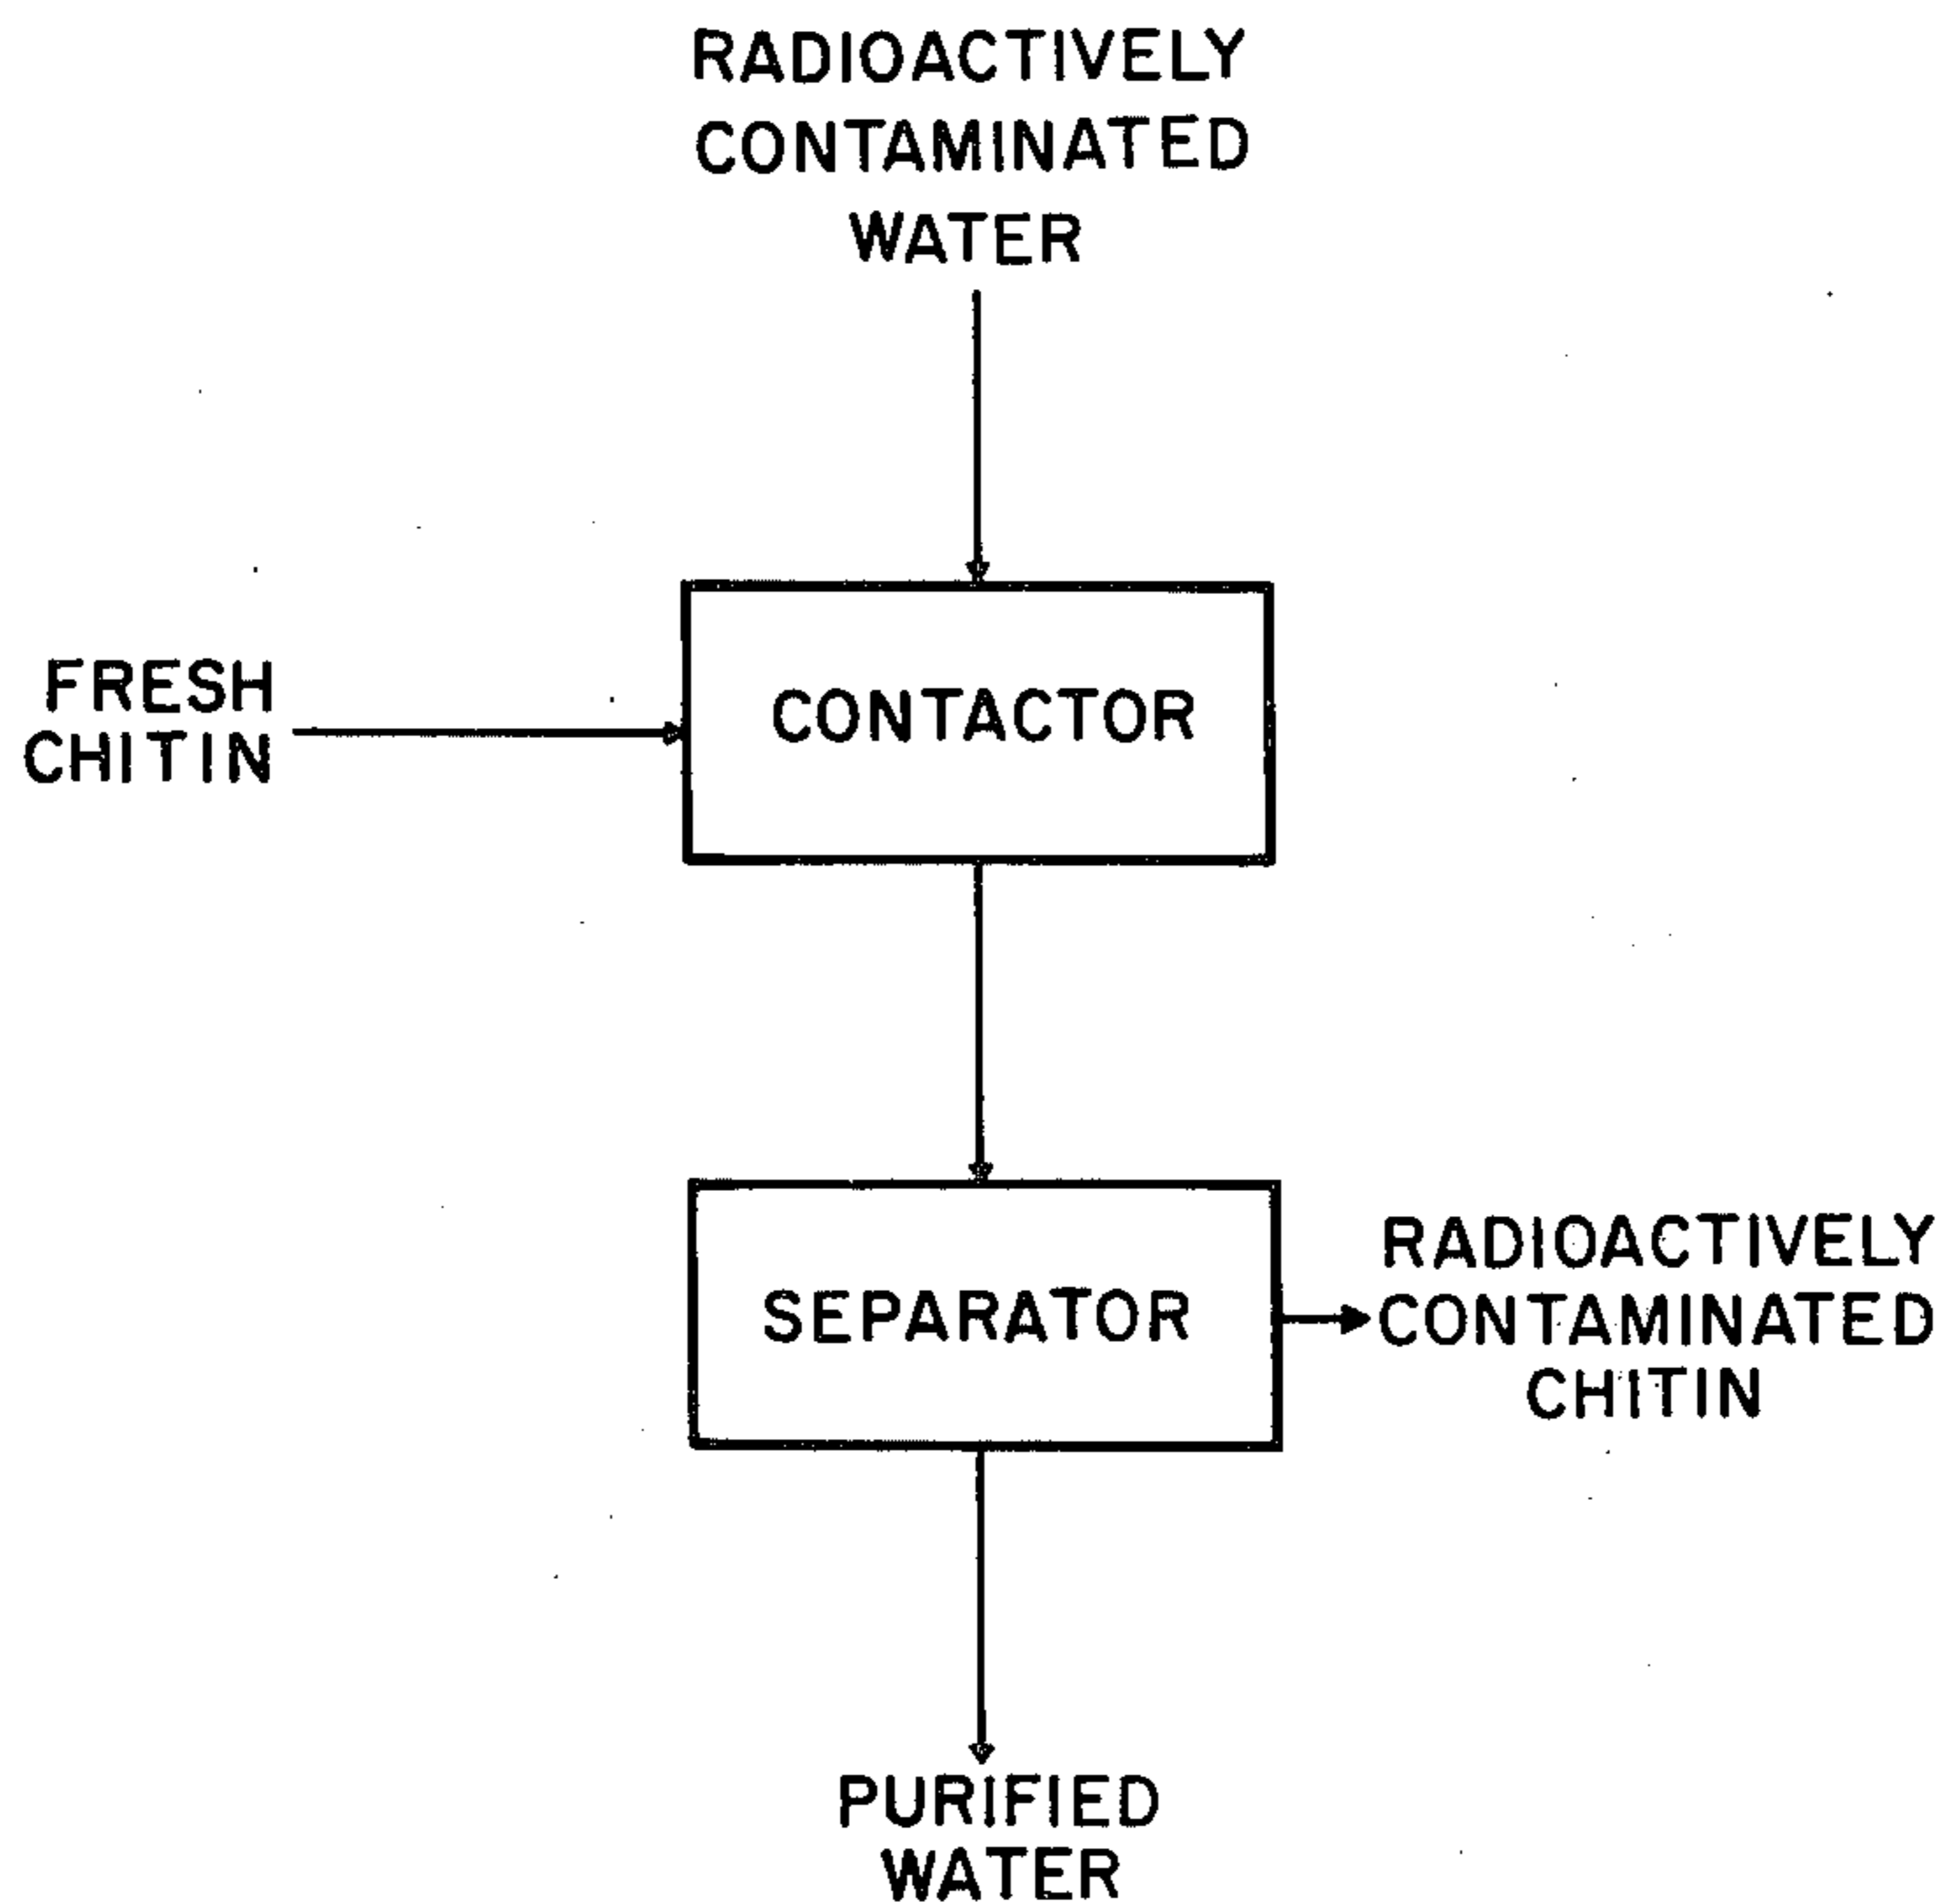 RADIOACTIVELY
CONTAMINATED
WATER
FRESH
CHITIN
CONTACTOR
SEPARATOR
RADIOACTIVELY
CONTAMINATED
CHITIN
PURIFIED
WATER